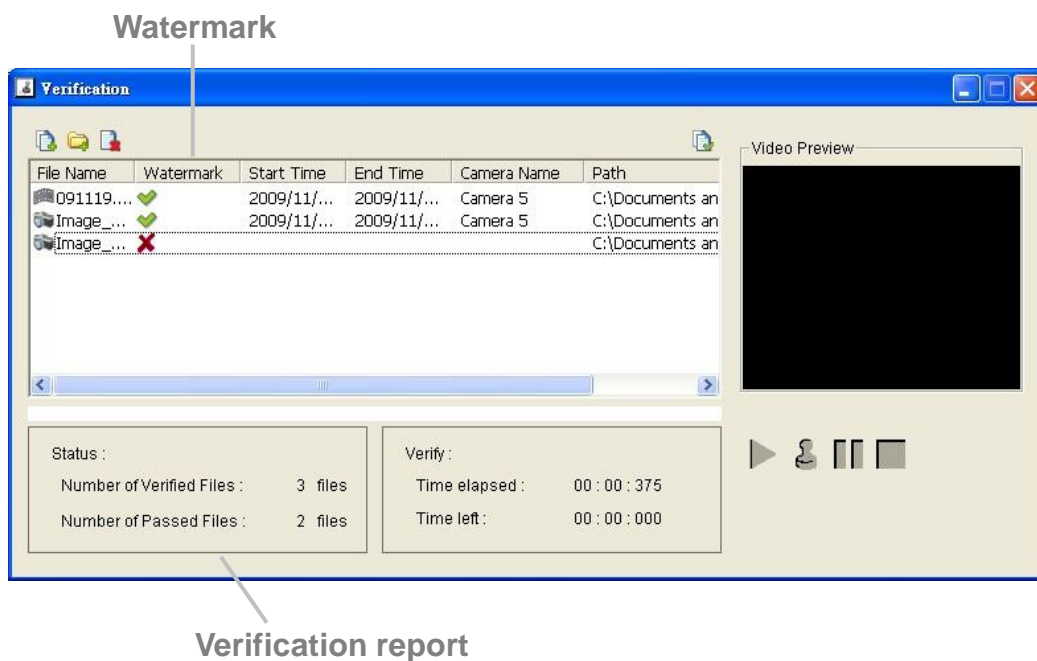 Watermark
Verification
Video Preview
File Name Watermark Start Time End Time Camera Name Path
091119.... 2009/11/... 2009/11/... Camera 5 C:\Documents an
Image_... 2009/11/... 2009/11/... Camera 5 C:\Documents an
Image_... C:\Documents an
Status :
Number of Verified Files : 3 files
Number of Passed Files : 2 files
Verify :
Time elapsed : 00 : 00 : 375
Time left : 00 : 00 : 000
Verification report